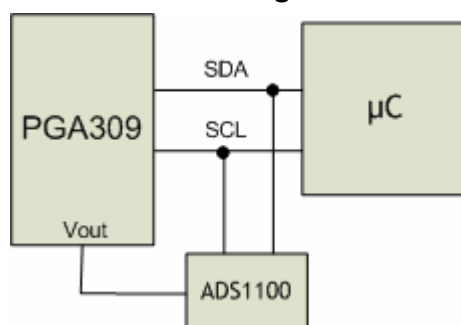 SDA
PGA309
µC
SCL
Vout
ADS1100